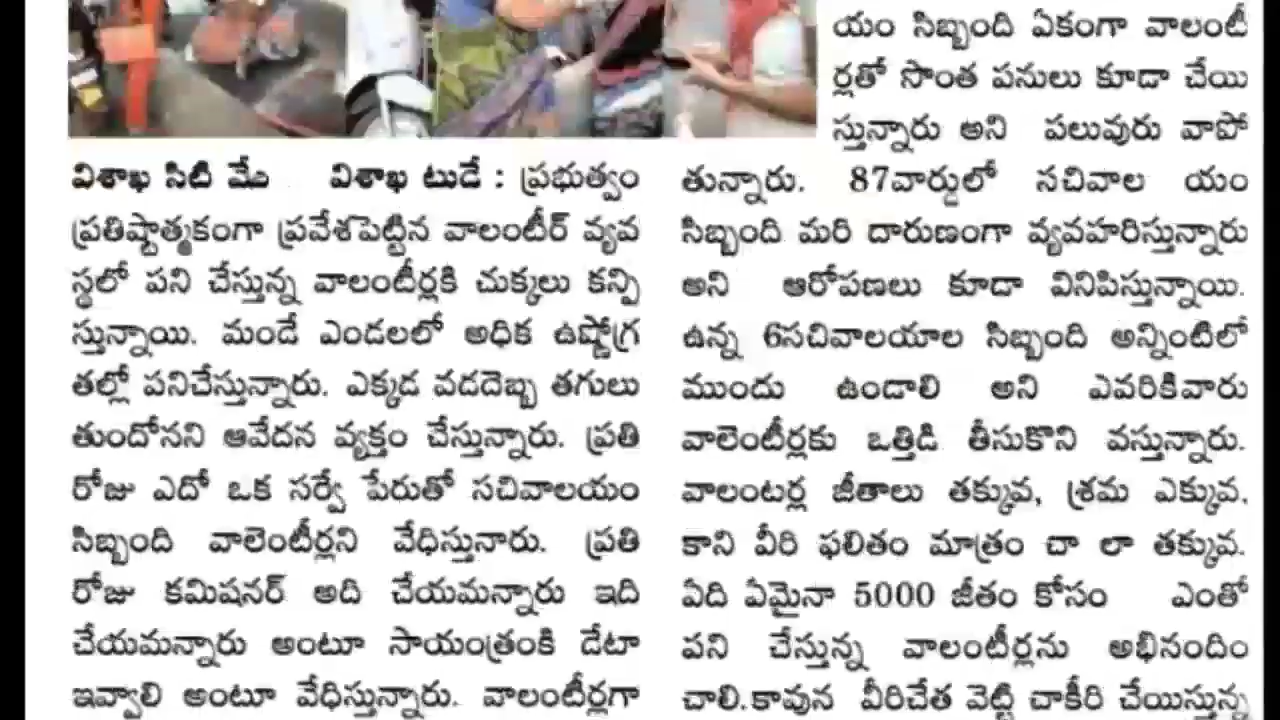 విశాఖ సిటి మే విశాఖ టుడే : ప్రభుత్వం
ప్రతిష్టాత్మకంగా ప్రవేశపెట్టిన వాలంటీర్ వ్యవ
స్థలో పని చేస్తున్న వాలంటీర్లకి చుక్కలు కన్పి
స్తున్నాయి. మండే ఎండలలో అధిక ఉష్ణోగ్ర
తల్లో పనిచేస్తున్నారు. ఎక్కడ వడదెబ్బ తగులు
తుందోనని ఆవేదన వ్యక్తం చేస్తున్నారు. ప్రతి
రోజు ఎదో ఒక సర్వే పేరుతో సచివాలయం
సిబ్బంది వాలెంటీర్లని వేధిస్తునారు. ప్రతి
రోజు కమిషనర్ అది చేయమన్నారు ఇది
చేయమన్నారు అంటూ సాయంత్రంకి డేటా
ఇవ్వాలి అంటూ వేధిస్తున్నారు. వాలంటీర్లగా
యం సిబ్బంది ఏకంగా వాలంటీ
ర్లతో సొంత పనులు కూడా చేయి
స్తున్నారు అని పలువురు వాపో
తున్నారు. 87వార్డులో సచివాల యం
సిబ్బంది మరి దారుణంగా వ్యవహరిస్తున్నారు
అని ఆరోపణలు కూడా వినిపిస్తున్నాయి.
ఉన్న 6సచివాలయాల సిబ్బంది అన్నింటిలో
ముందు ఉండాలి అని ఎవరికివారు
వాలెంటీర్లకు ఒత్తిడి తీసుకొని వస్తున్నారు.
వాలంటర్ల జీతాలు తక్కువ, శ్రమ ఎక్కువ.
కాని వీరి ఫలితం మాత్రం చా లా తక్కువ.
ఏది ఏమైనా 5000 జీతం కోసం ఎంతో
పని చేస్తున్న వాలంటీర్లను అభినందిం
చాలి.కావున వీరిచేత వెట్టి చాకీరి చేయిస్తున్న